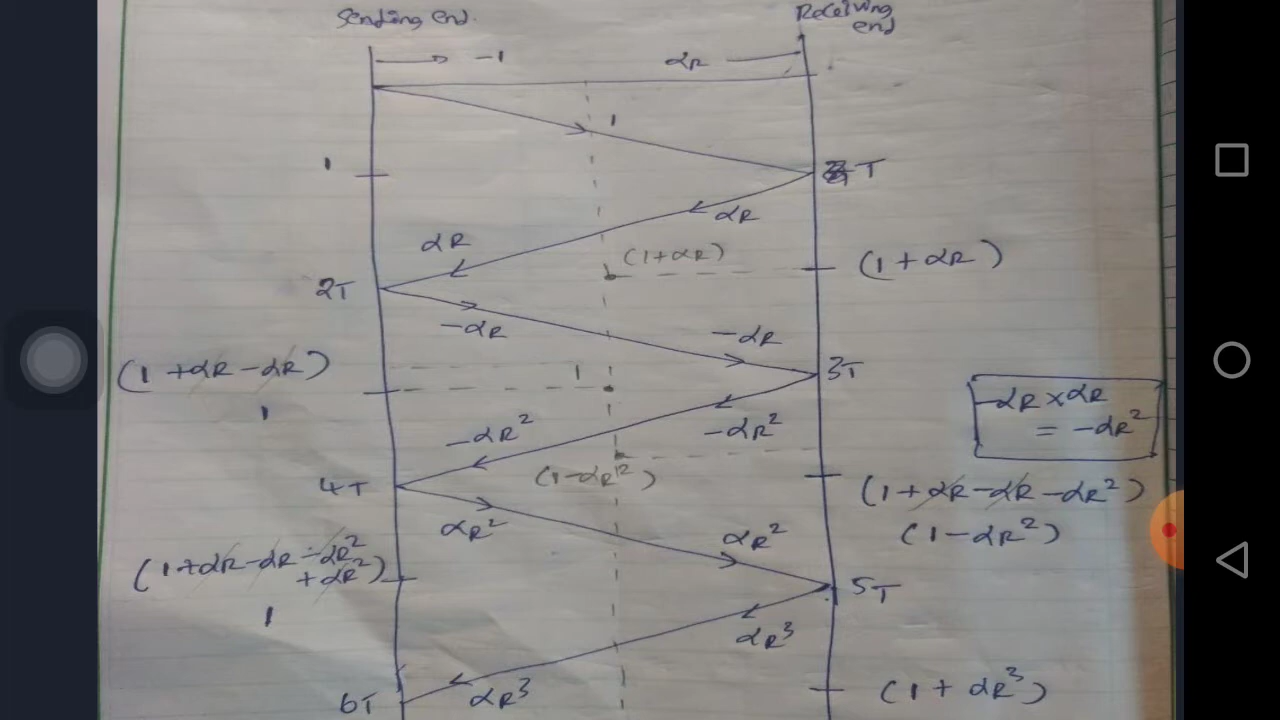 Sending end.
Receiving
end
→ -1
αR
1
1
T
αR
αR
(1+αR)
(1+αR)
2T
-αR
-αR
3T
(1+αR-αR)
1
1
-αR×αR
= -αR²
-αR²
-αR²
(1-αR²)
4T
(1+αR-αR-αR²)
(1-αR²)
αR²
αR²
(1+αR-αR-αR²
+αR²)
5T
1
αR³
αR³
6T
(1+αR³)